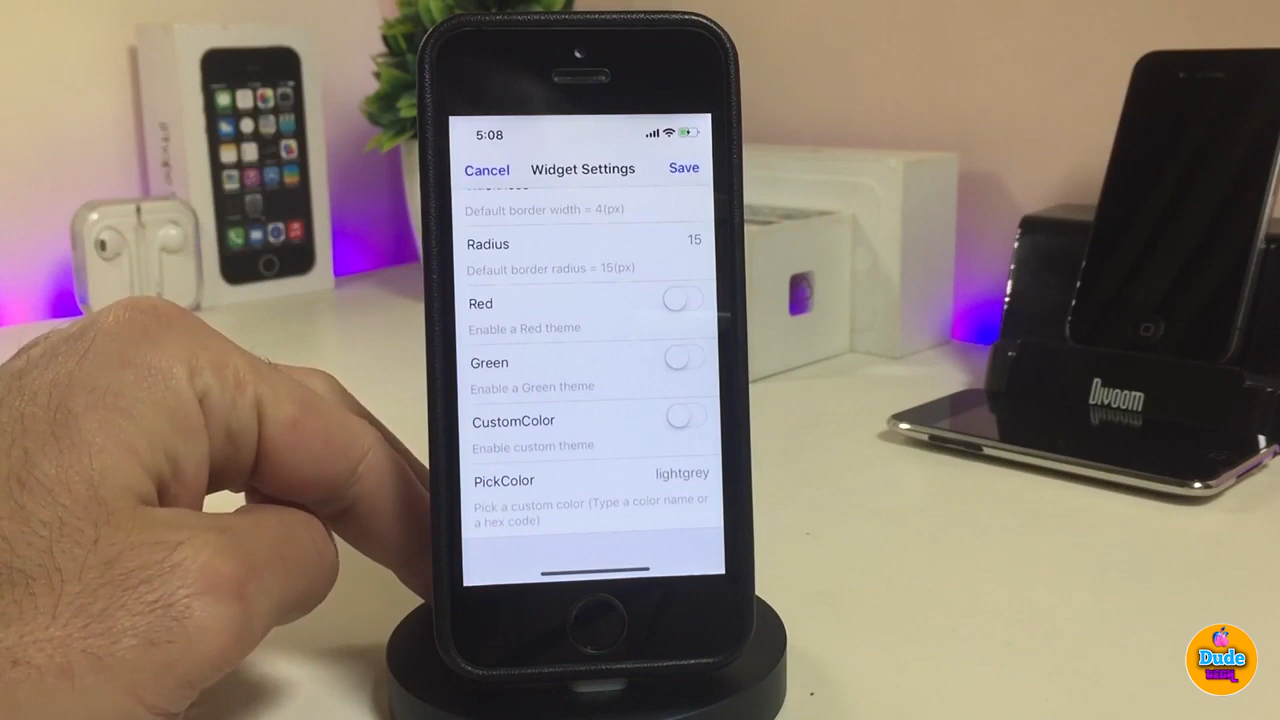 5:08
Cancel Widget Settings Save
Default border width = 4(px)
Radius 15
Default border radius = 15(px)
Red
Enable a Red theme
Green
Enable a Green theme
CustomColor
Enable custom theme
PickColor lightgrey
Pick a custom color (Type a color name or
a hex code)
iPhone
Divoom
Dude
TECH